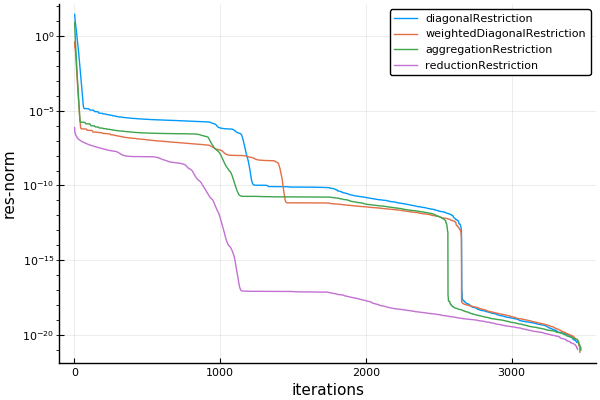 diagonalRestriction
weightedDiagonalRestriction
aggregationRestriction
reductionRestriction
10⁰
10⁻⁵
10⁻¹⁰
10⁻¹⁵
10⁻²⁰
res-norm
0 1000 2000 3000
iterations